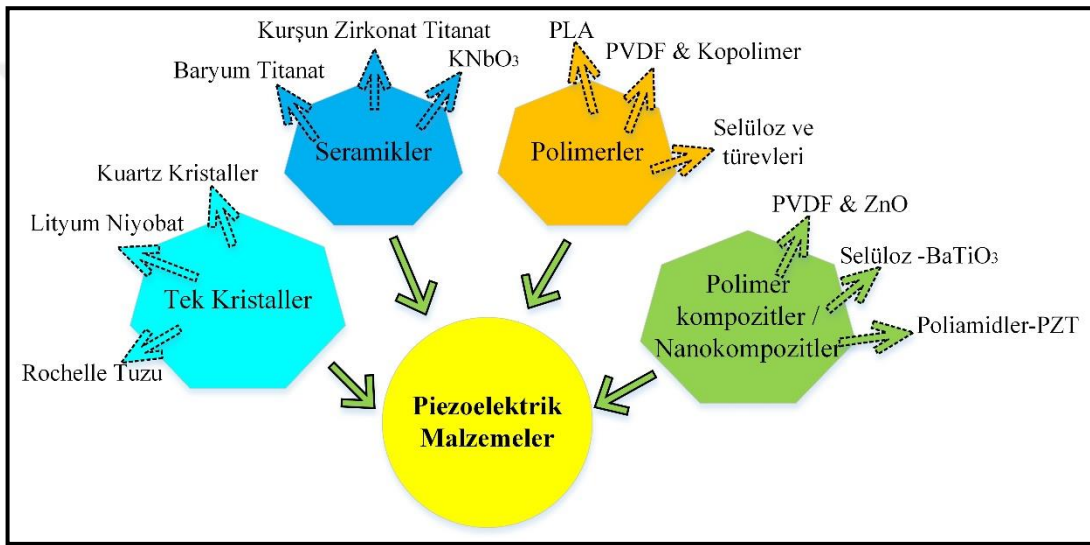 Kurşun Zirkonat Titanat
Baryum Titanat
KNbO₃
Seramikler
PLA
PVDF & Kopolimer
Selüloz ve
türevleri
Polimerler
Kuartz Kristaller
Lityum Niyobat
Tek Kristaller
Rochelle Tuzu
PVDF & ZnO
Selüloz -BaTiO₃
Poliamidler-PZT
Polimer
kompozitler /
Nanokompozitler
Piezoelektrik
Malzemeler